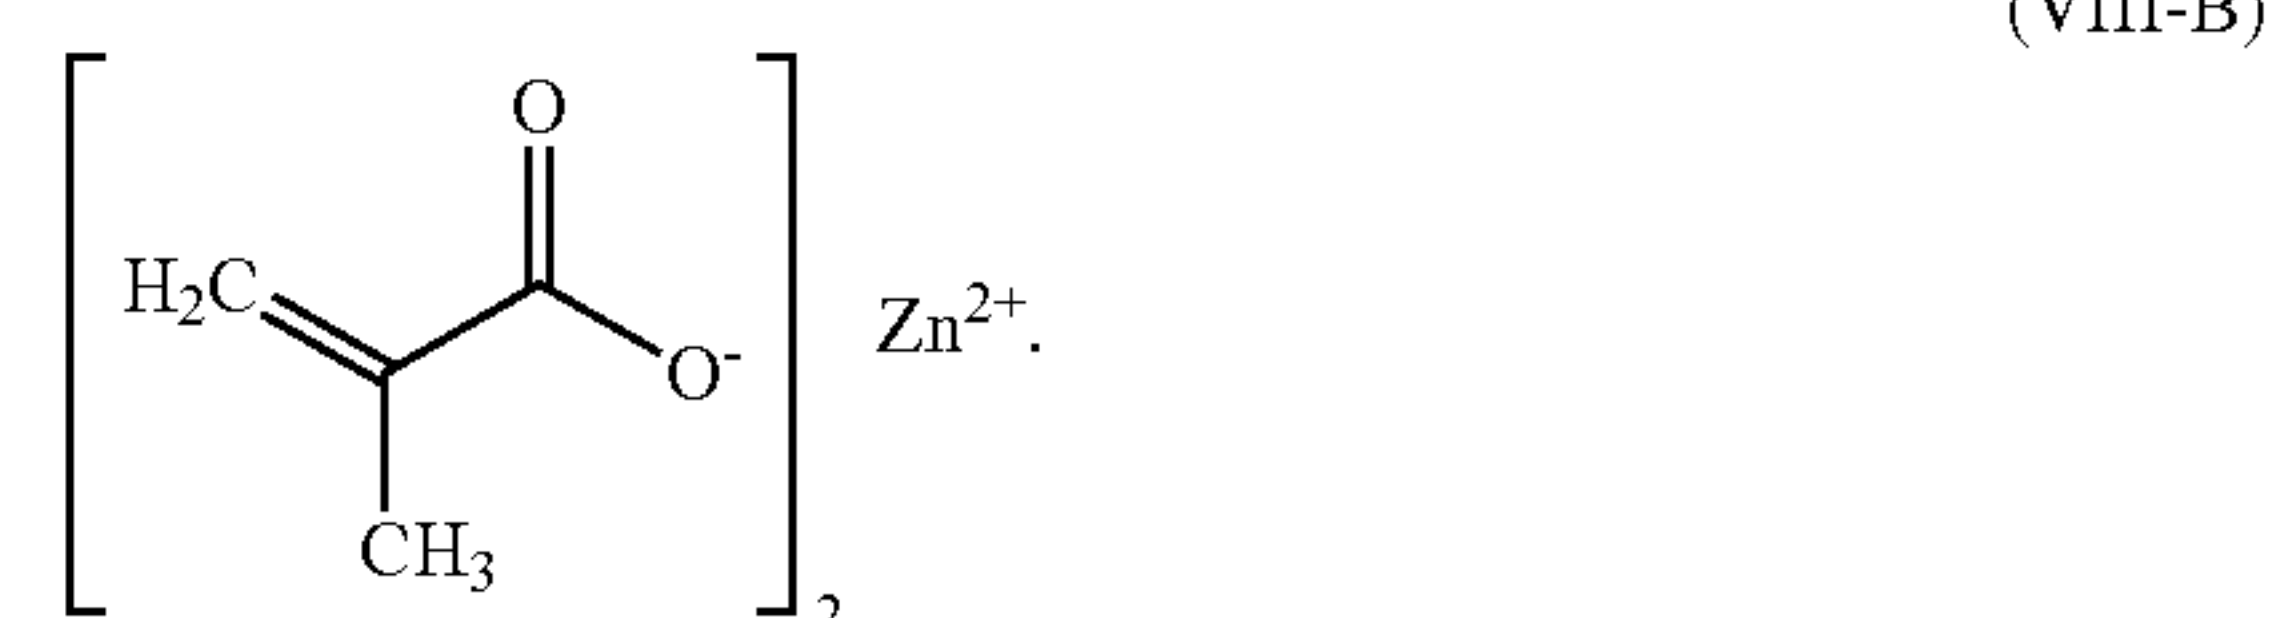 (VIII-B)
O
H₂C
Zn²⁺.
O⁻
CH₃
2